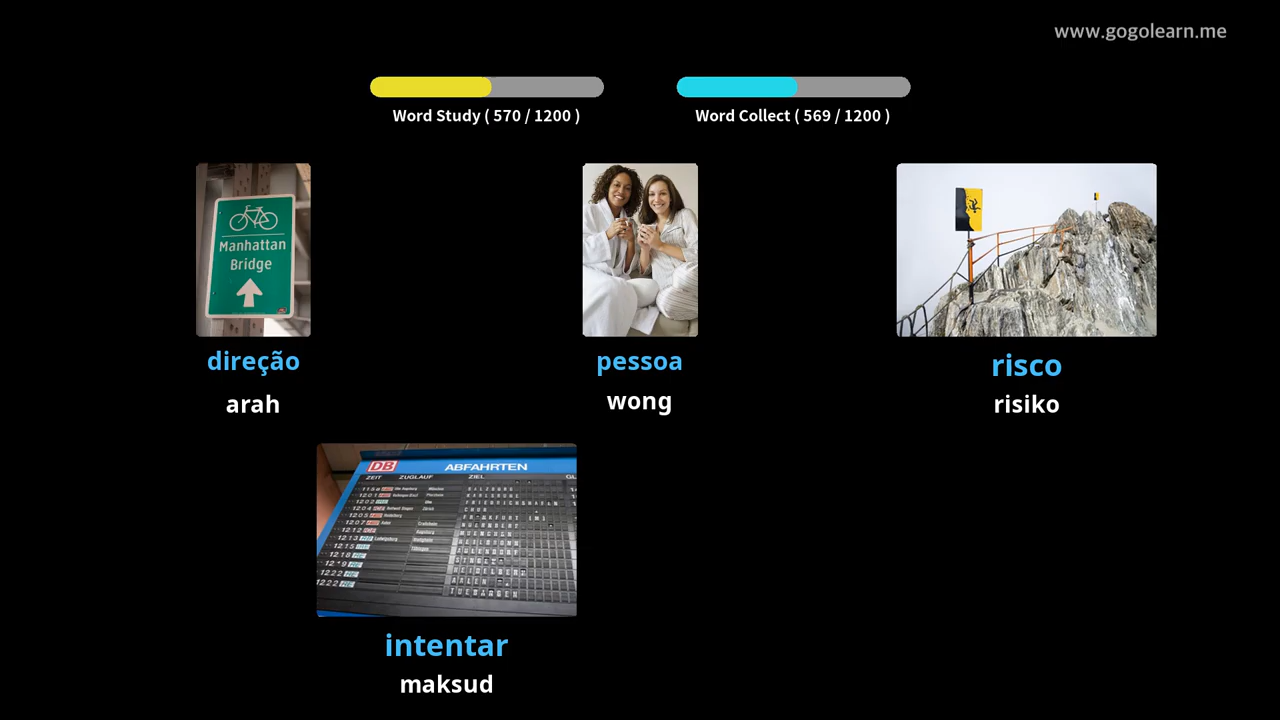 www.gogolearn.me
Word Study ( 570 / 1200 )
Word Collect ( 569 / 1200 )
Manhattan
Bridge
direção
arah
pessoa
wong
risco
risiko
DB ABFAHRTEN
ZEIT ZUGLAUF ZIEL
intentar
maksud